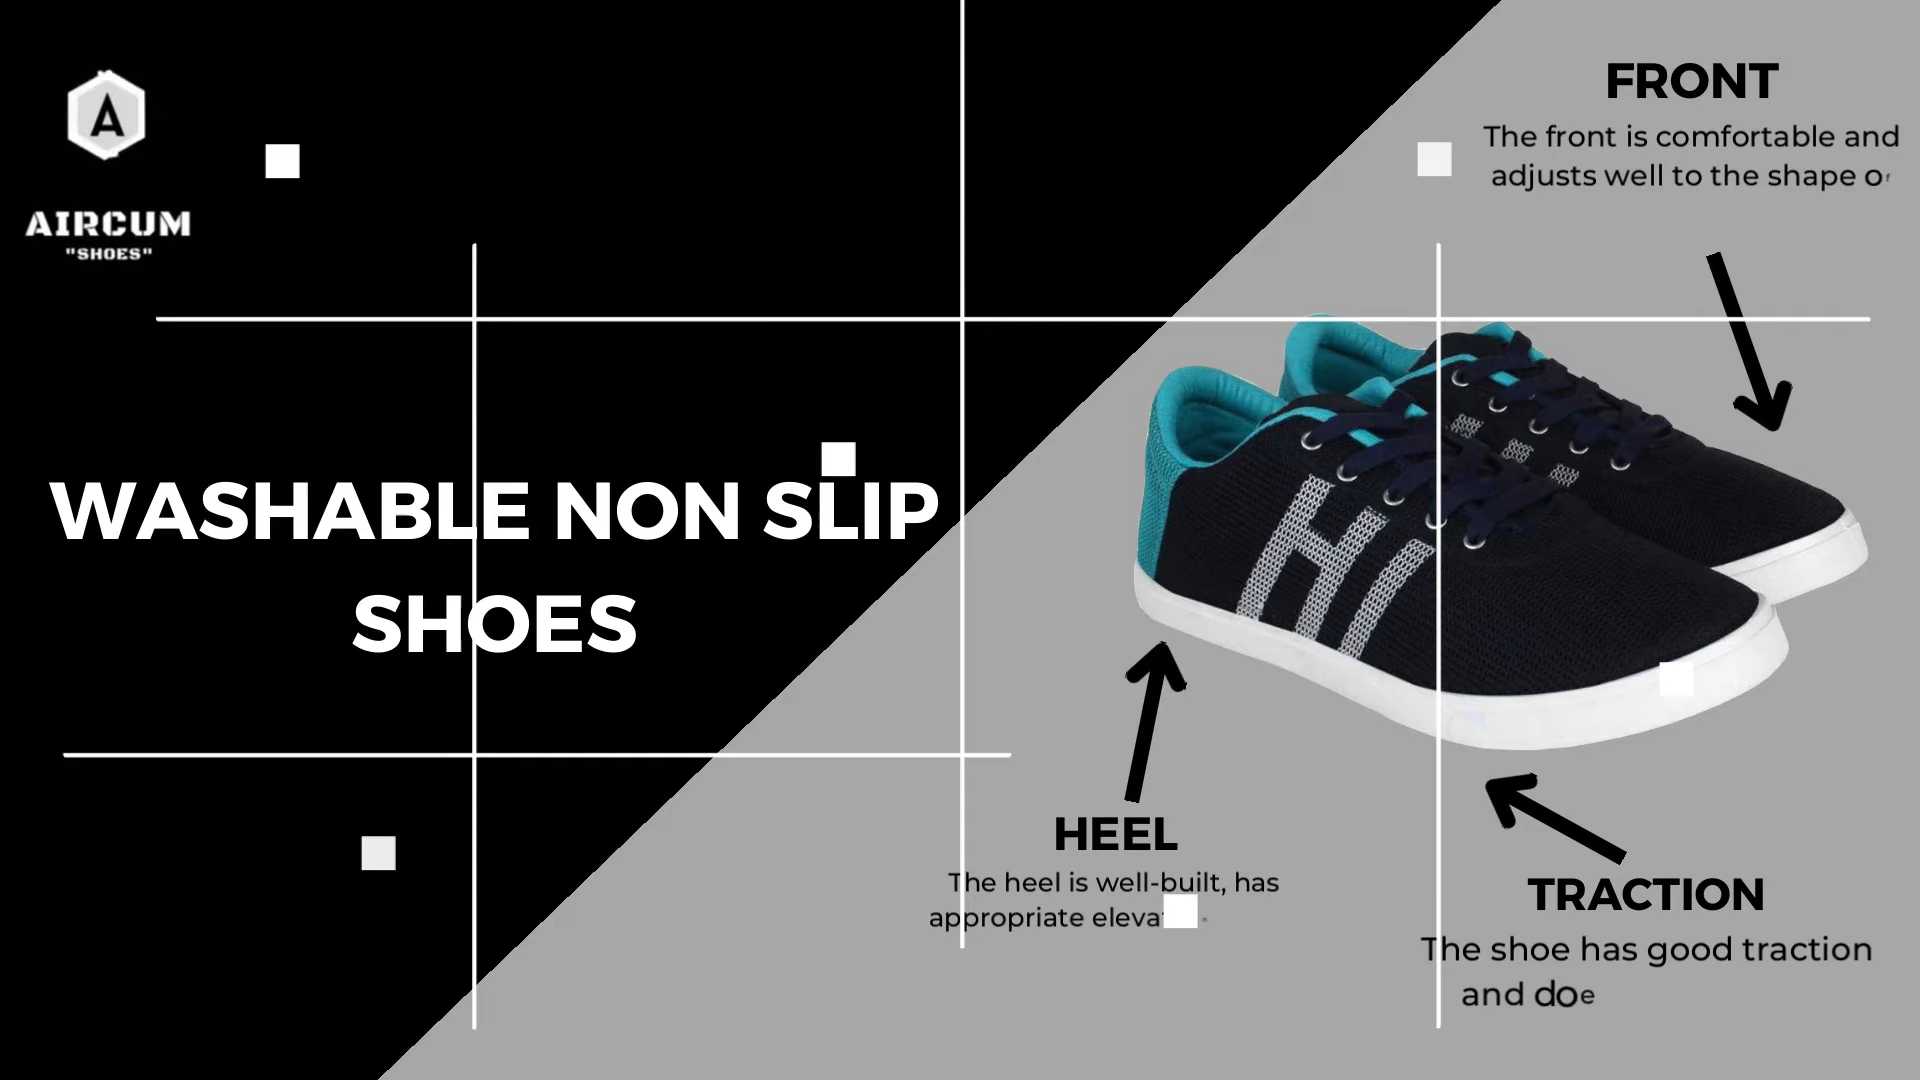 A
AIRCUM
"SHOES"
WASHABLE NON SLIP
SHOES
FRONT
The front is comfortable and
adjusts well to the shape
HEEL
The heel is well-built, has
appropriate
TRACTION
The shoe has good traction
and